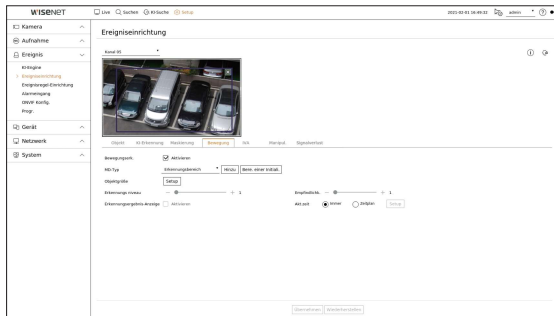 WISENET
Live Suchen KI-Suche Setup
2021-02-01 16:49:32 admin
Kamera
Aufnahme
Ereignis
KI-Engine
Ereigniseinrichtung
Ereignisregel-Einrichtung
Alarmeingang
ONVIF Konfig.
Progr.
Gerät
Netzwerk
System
Ereigniseinrichtung
Kanal 05
Objekt KI-Erkennung Maskierung Bewegung IVA Manipul Signalverlust
Bewegungserk. Aktivieren
MD-Typ Erkennungsbereich Hinzu Bere. einer Initiali.
Objektgröße Setup
Erkennungs niveau 1 Empfindlichk. 1
Erkennungsergebnis-Anzeige Aktivieren Akt.zeit Immer Zeitplan Setup
Übernehmen Wiederherstellen